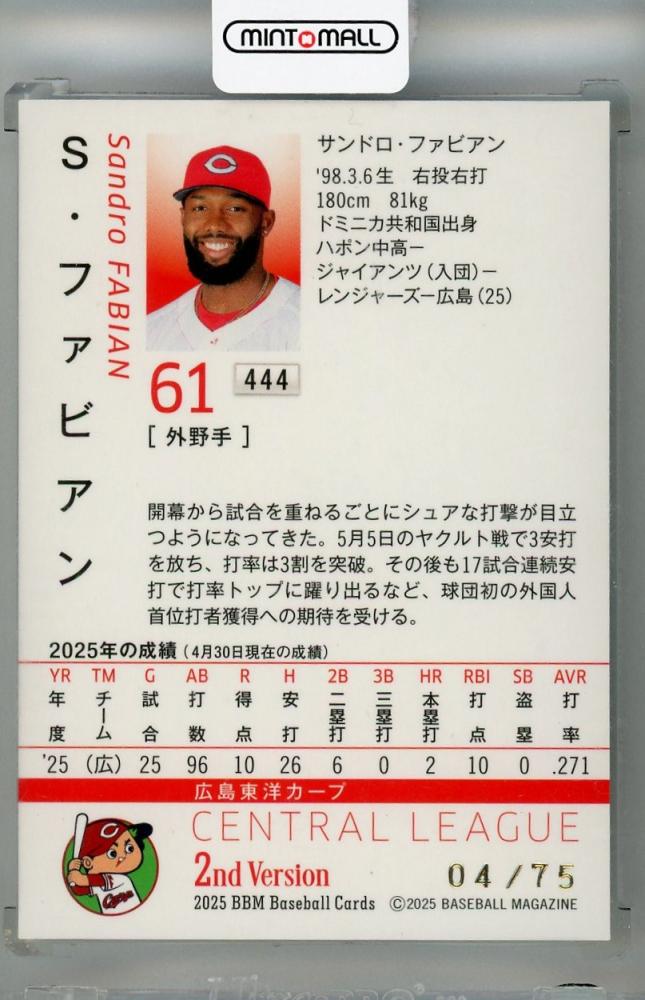 MINT MALL
S・ファビアン
Sandro FABIAN
サンドロ・ファビアン
'98.3.6生 右投右打
180cm 81kg
ドミニカ共和国出身
ハポン中高ー
ジャイアンツ(入団)ー
レンジャーズー広島(25)
61
444
[ 外野手 ]
開幕から試合を重ねるごとにシュアな打撃が目立
つようになってきた。5月5日のヤクルト戦で3安打
を放ち、打率は3割を突破。その後も17試合連続安
打で打率トップに躍り出るなど、球団初の外国人
首位打者獲得への期待を受ける。
2025年の成績(4月30日現在の成績)
YR TM G AB R H 2B 3B HR RBI SB AVR
年度 チーム 試合 打数 得点 安打 二塁打 三塁打 本塁打 打点 盗塁 打率
'25 (広) 25 96 10 26 6 0 2 10 0 .271
広島東洋カープ
CENTRAL LEAGUE
C
Carp
2nd Version
04/75
2025 BBM Baseball Cards ©2025 BASEBALL MAGAZINE